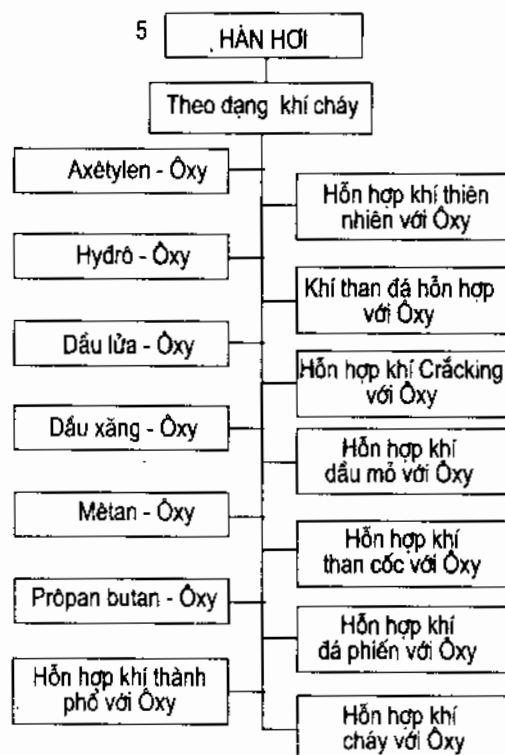 5
HÀN HƠI
Theo dạng khí cháy
Axêtylen - Ôxy
Hyđrô - Ôxy
Dầu lửa - Ôxy
Dầu xăng - Ôxy
Mêtan - Ôxy
Prôpan butan - Ôxy
Hỗn hợp khí thành
phố với Ôxy
Hỗn hợp khí thiên
nhiên với Ôxy
Khí than đá hỗn hợp
với Ôxy
Hỗn hợp khí Crắcking
với Ôxy
Hỗn hợp khí
dầu mỏ với Ôxy
Hỗn hợp khí
than cốc với Ôxy
Hỗn hợp khí
đá phiến với Ôxy
Hỗn hợp khí
cháy với Ôxy